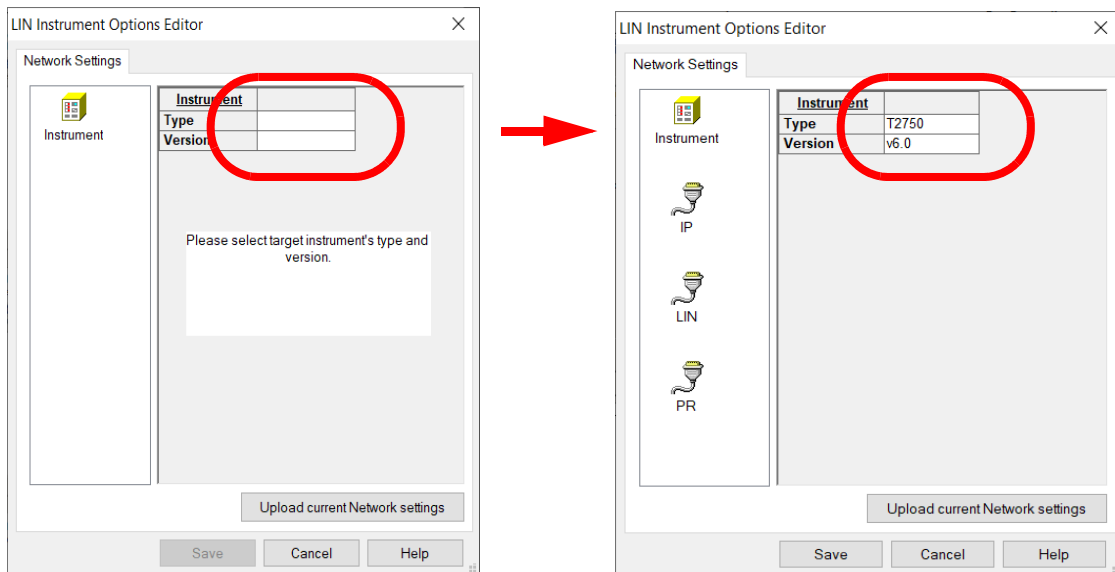 LIN Instrument Options Editor
Network Settings
Instrument
Instrument
Type
Version
Please select target instrument's type and
version.
Upload current Network settings
Save Cancel Help
LIN Instrument Options Editor
Network Settings
Instrument
IP
LIN
PR
Instrument
Type T2750
Version v6.0
Upload current Network settings
Save Cancel Help